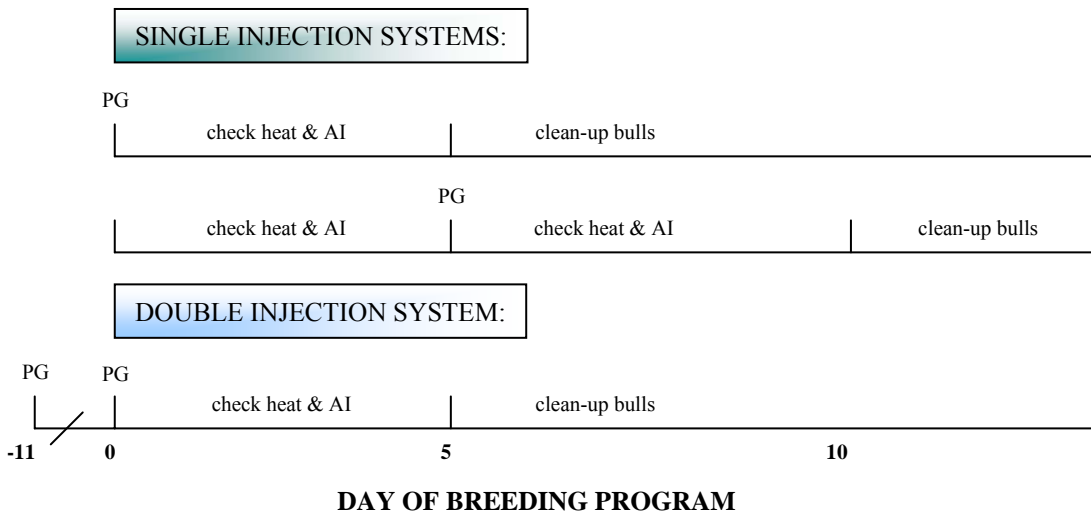 SINGLE INJECTION SYSTEMS:
PG
check heat & AI clean-up bulls
PG
check heat & AI check heat & AI clean-up bulls
DOUBLE INJECTION SYSTEM:
PG PG
check heat & AI clean-up bulls
-11 0 5 10
DAY OF BREEDING PROGRAM